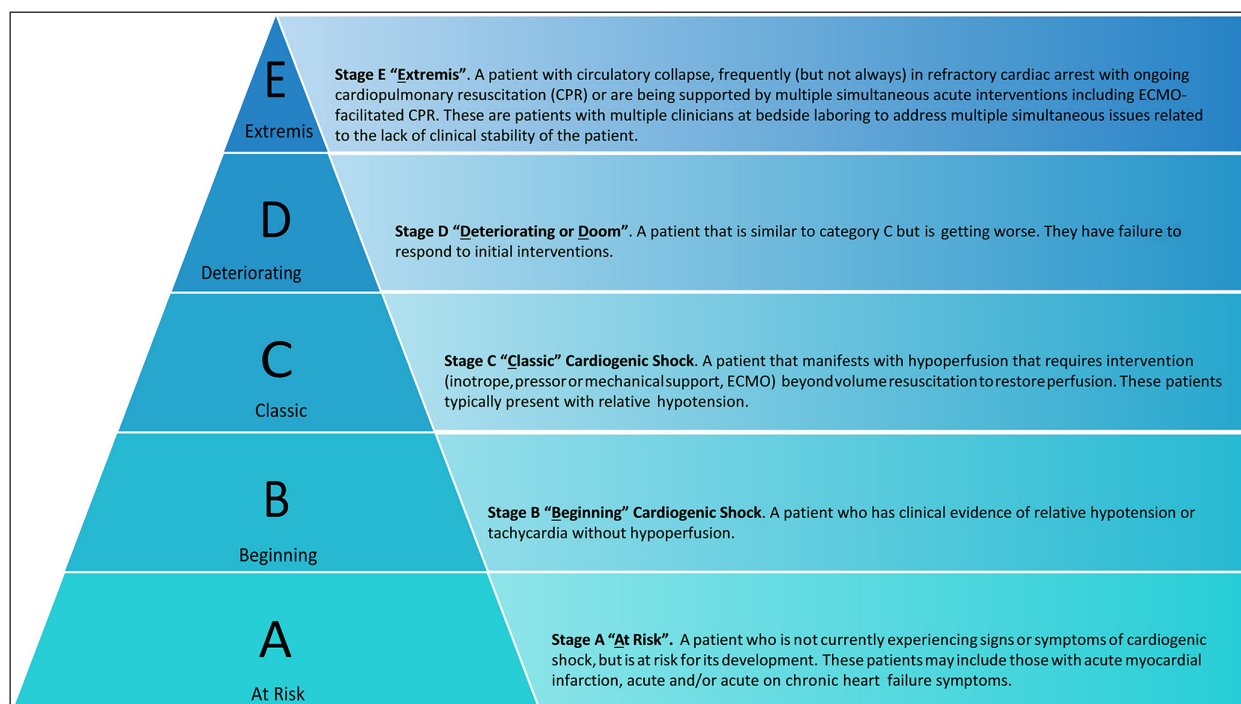 E
Extremis
Stage E “Extremis”. A patient with circulatory collapse, frequently (but not always) in refractory cardiac arrest with ongoing
cardiopulmonary resuscitation (CPR) or are being supported by multiple simultaneous acute interventions including ECMO-
facilitated CPR. These are patients with multiple clinicians at bedside laboring to address multiple simultaneous issues related
to the lack of clinical stability of the patient.
D
Deteriorating
Stage D “Deteriorating or Doom”. A patient that is similar to category C but is getting worse. They have failure to
respond to initial interventions.
C
Classic
Stage C “Classic” Cardiogenic Shock. A patient that manifests with hypoperfusion that requires intervention
(inotrope, pressor or mechanical support, ECMO) beyond volume resuscitation to restore perfusion. These patients
typically present with relative hypotension.
B
Beginning
Stage B “Beginning” Cardiogenic Shock. A patient who has clinical evidence of relative hypotension or
tachycardia without hypoperfusion.
A
At Risk
Stage A “At Risk”. A patient who is not currently experiencing signs or symptoms of cardiogenic
shock, but is at risk for its development. These patients may include those with acute myocardial
infarction, acute and/or acute on chronic heart failure symptoms.